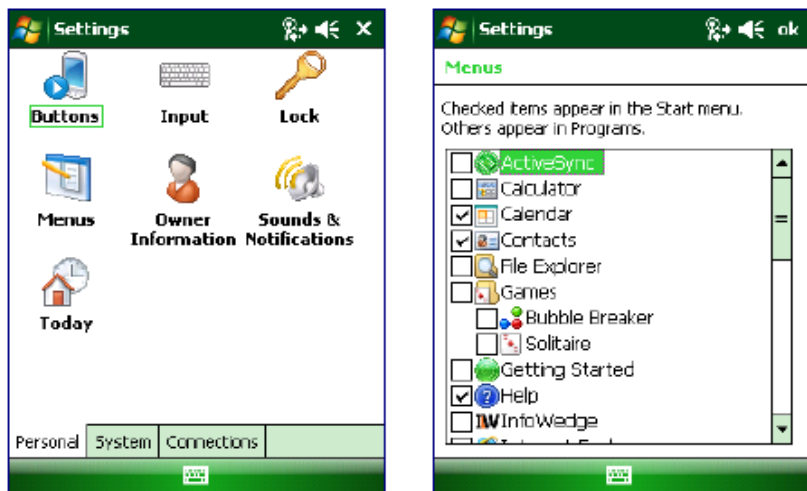 Settings
Buttons Input Lock
Menus Owner Information Sounds & Notifications
Today
Personal System Connections
Settings ok
Menus
Checked items appear in the Start menu.
Others appear in Programs.
ActiveSync
Calculator
Calendar
Contacts
File Explorer
Games
Bubble Breaker
Solitaire
Getting Started
Help
InfoWedge